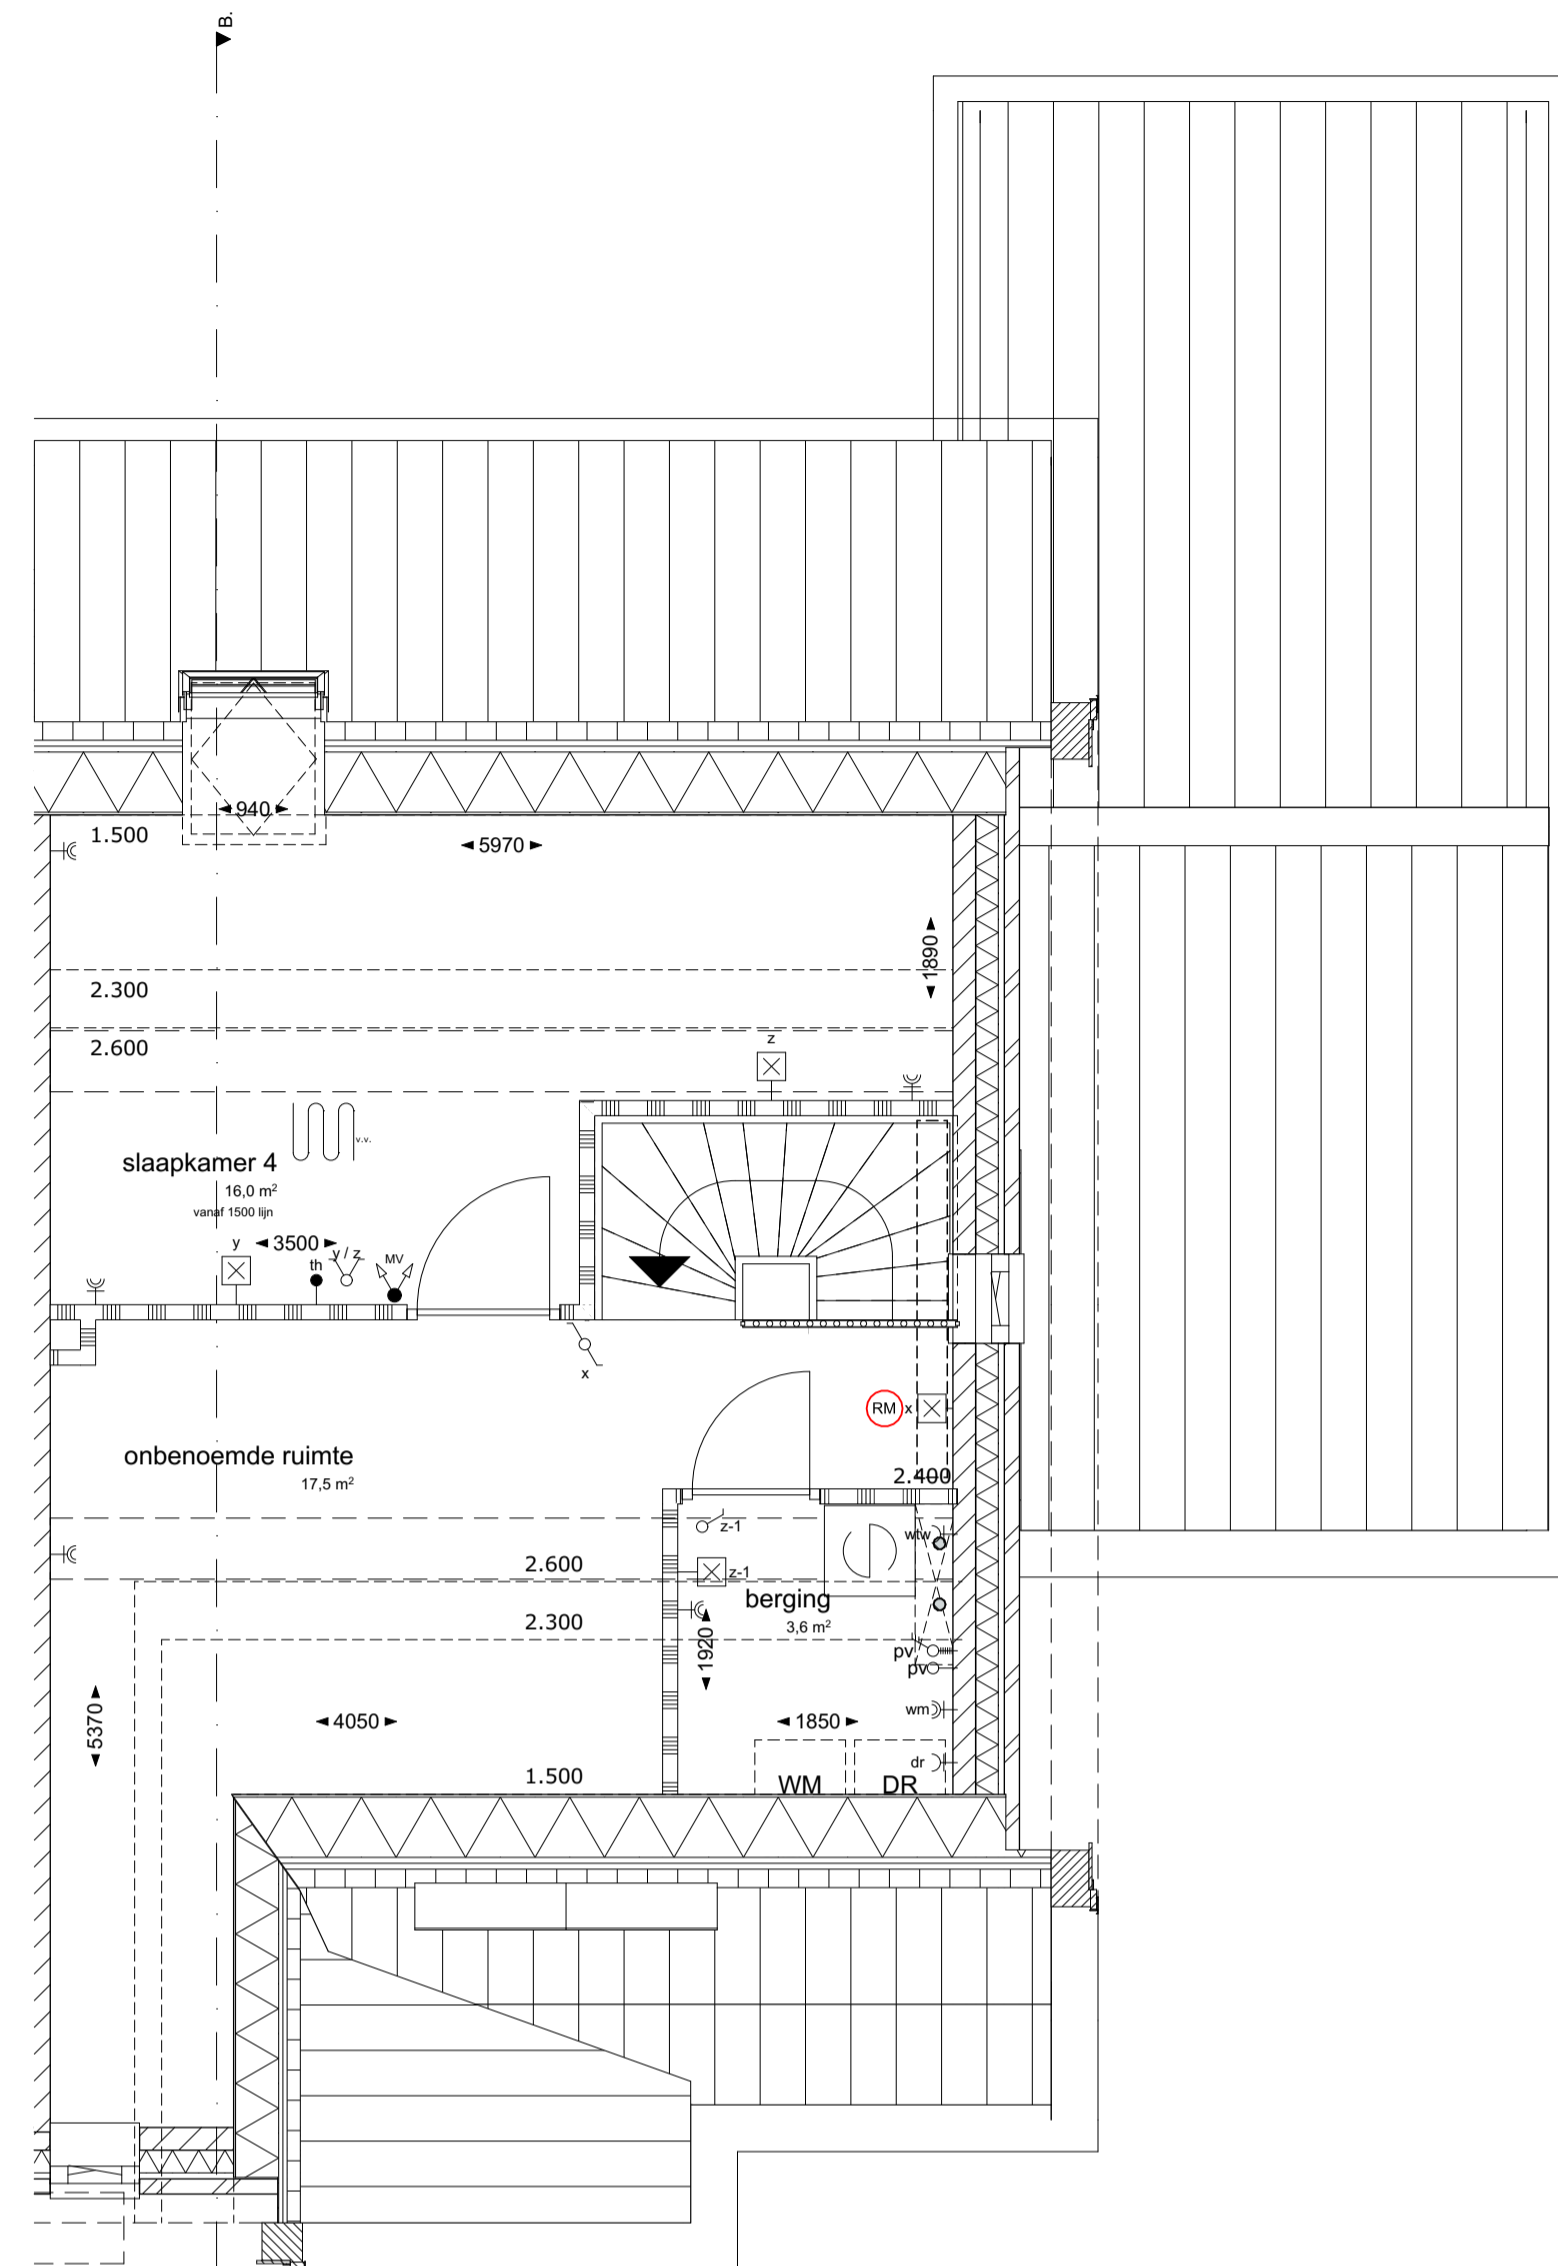 B.
940
1.500
5970
1890
2.300
2.600
z
v.v.
slaapkamer 4
16,0 m²
vanaf 1500 lijn
y
3500
y / z
MV
th
x
RM x
onbenoemde ruimte
17,5 m²
2.400
z-1
wtw
2.600
z-1
berging
3,6 m²
2.300
1920
pv
pv
wm
5370
4050
1850
dr
1.500
WM
DR